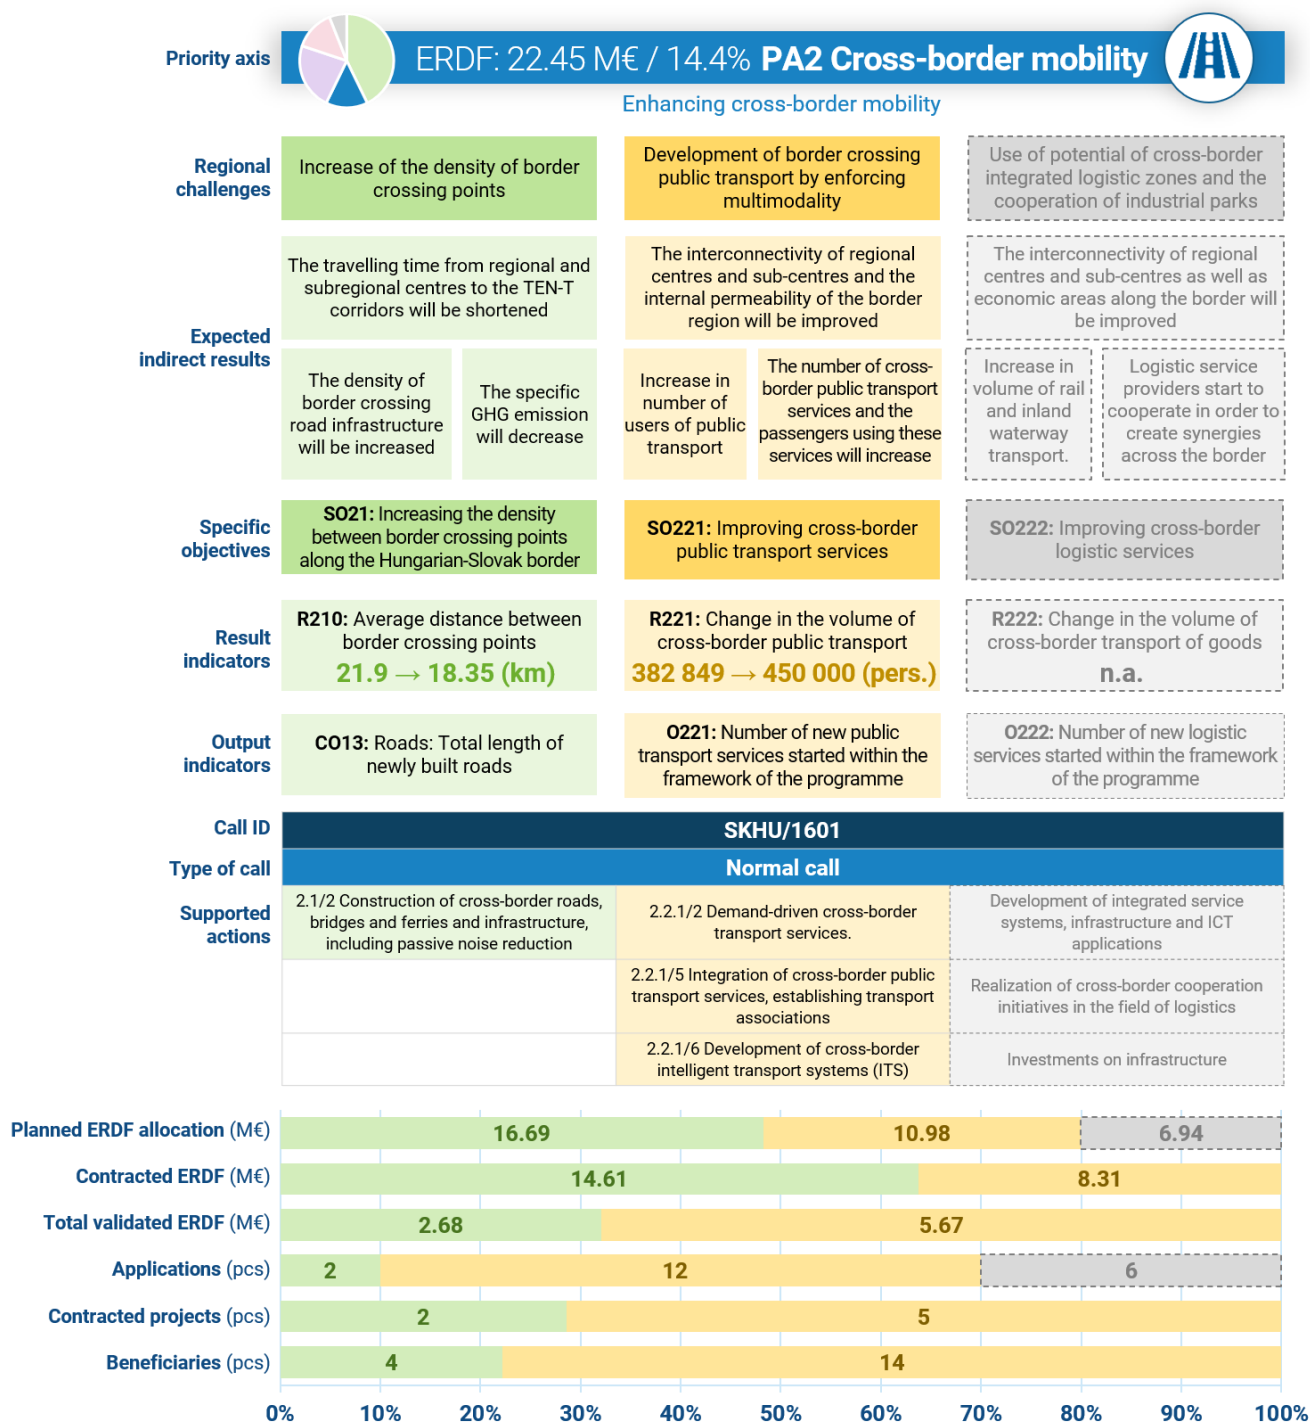 Priority axis
ERDF: 22.45 M€ / 14.4% PA2 Cross-border mobility
Enhancing cross-border mobility
Regional
challenges
Increase of the density of border
crossing points
Development of border crossing
public transport by enforcing
multimodality
Use of potential of cross-border
integrated logistic zones and the
cooperation of industrial parks
Expected
indirect results
The travelling time from regional and
subregional centres to the TEN-T
corridors will be shortened
The interconnectivity of regional
centres and sub-centres and the
internal permeability of the border
region will be improved
The interconnectivity of regional
centres and sub-centres as well as
economic areas along the border will
be improved
The density of
border crossing
road infrastructure
will be increased
The specific
GHG emission
will decrease
Increase in
number of
users of public
transport
The number of cross-
border public transport
services and the
passengers using these
services will increase
Increase in
volume of rail
and inland
waterway
transport.
Logistic service
providers start to
cooperate in order to
create synergies
across the border
Specific
objectives
SO21: Increasing the density
between border crossing points
along the Hungarian-Slovak border
SO221: Improving cross-border
public transport services
SO222: Improving cross-border
logistic services
Result
indicators
R210: Average distance between
border crossing points
21.9 → 18.35 (km)
R221: Change in the volume of
cross-border public transport
382 849 → 450 000 (pers.)
R222: Change in the volume of
cross-border transport of goods
n.a.
Output
indicators
CO13: Roads: Total length of
newly built roads
O221: Number of new public
transport services started within the
framework of the programme
O222: Number of new logistic
services started within the framework
of the programme
Call ID
SKHU/1601
Type of call
Normal call
Supported
actions
2.1/2 Construction of cross-border roads,
bridges and ferries and infrastructure,
including passive noise reduction
2.2.1/2 Demand-driven cross-border
transport services.
Development of integrated service
systems, infrastructure and ICT
applications
2.2.1/5 Integration of cross-border public
transport services, establishing transport
associations
Realization of cross-border cooperation
initiatives in the field of logistics
2.2.1/6 Development of cross-border
intelligent transport systems (ITS)
Investments on infrastructure
Planned ERDF allocation (M€) 16.69 10.98 6.94
Contracted ERDF (M€) 14.61 8.31
Total validated ERDF (M€) 2.68 5.67
Applications (pcs) 2 12 6
Contracted projects (pcs) 2 5
Beneficiaries (pcs) 4 14
0% 10% 20% 30% 40% 50% 60% 70% 80% 90% 100%